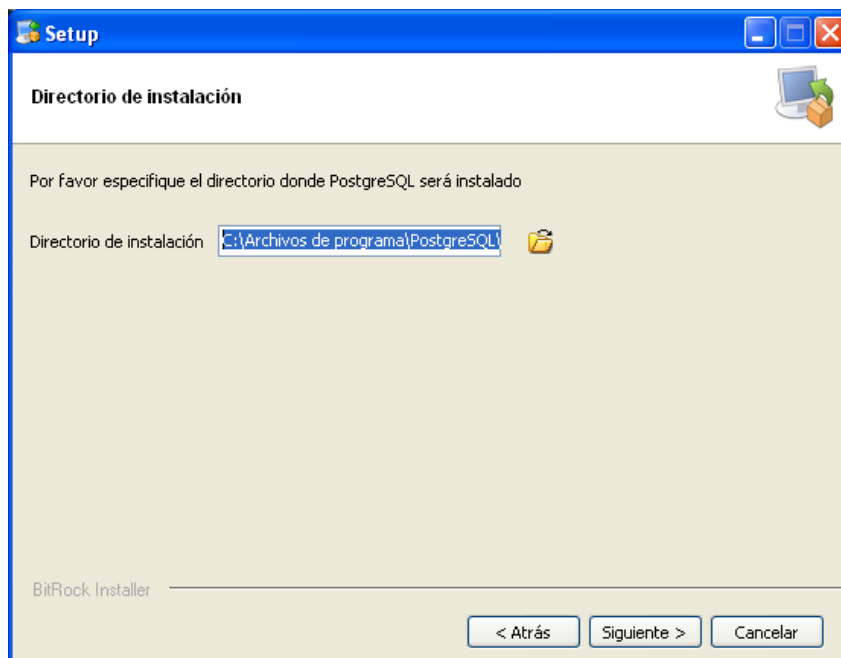 Setup
Directorio de instalación
Por favor especifique el directorio donde PostgreSQL será instalado
Directorio de instalación C:\Archivos de programa\PostgreSQL\
BitRock Installer
< Atrás Siguiente > Cancelar